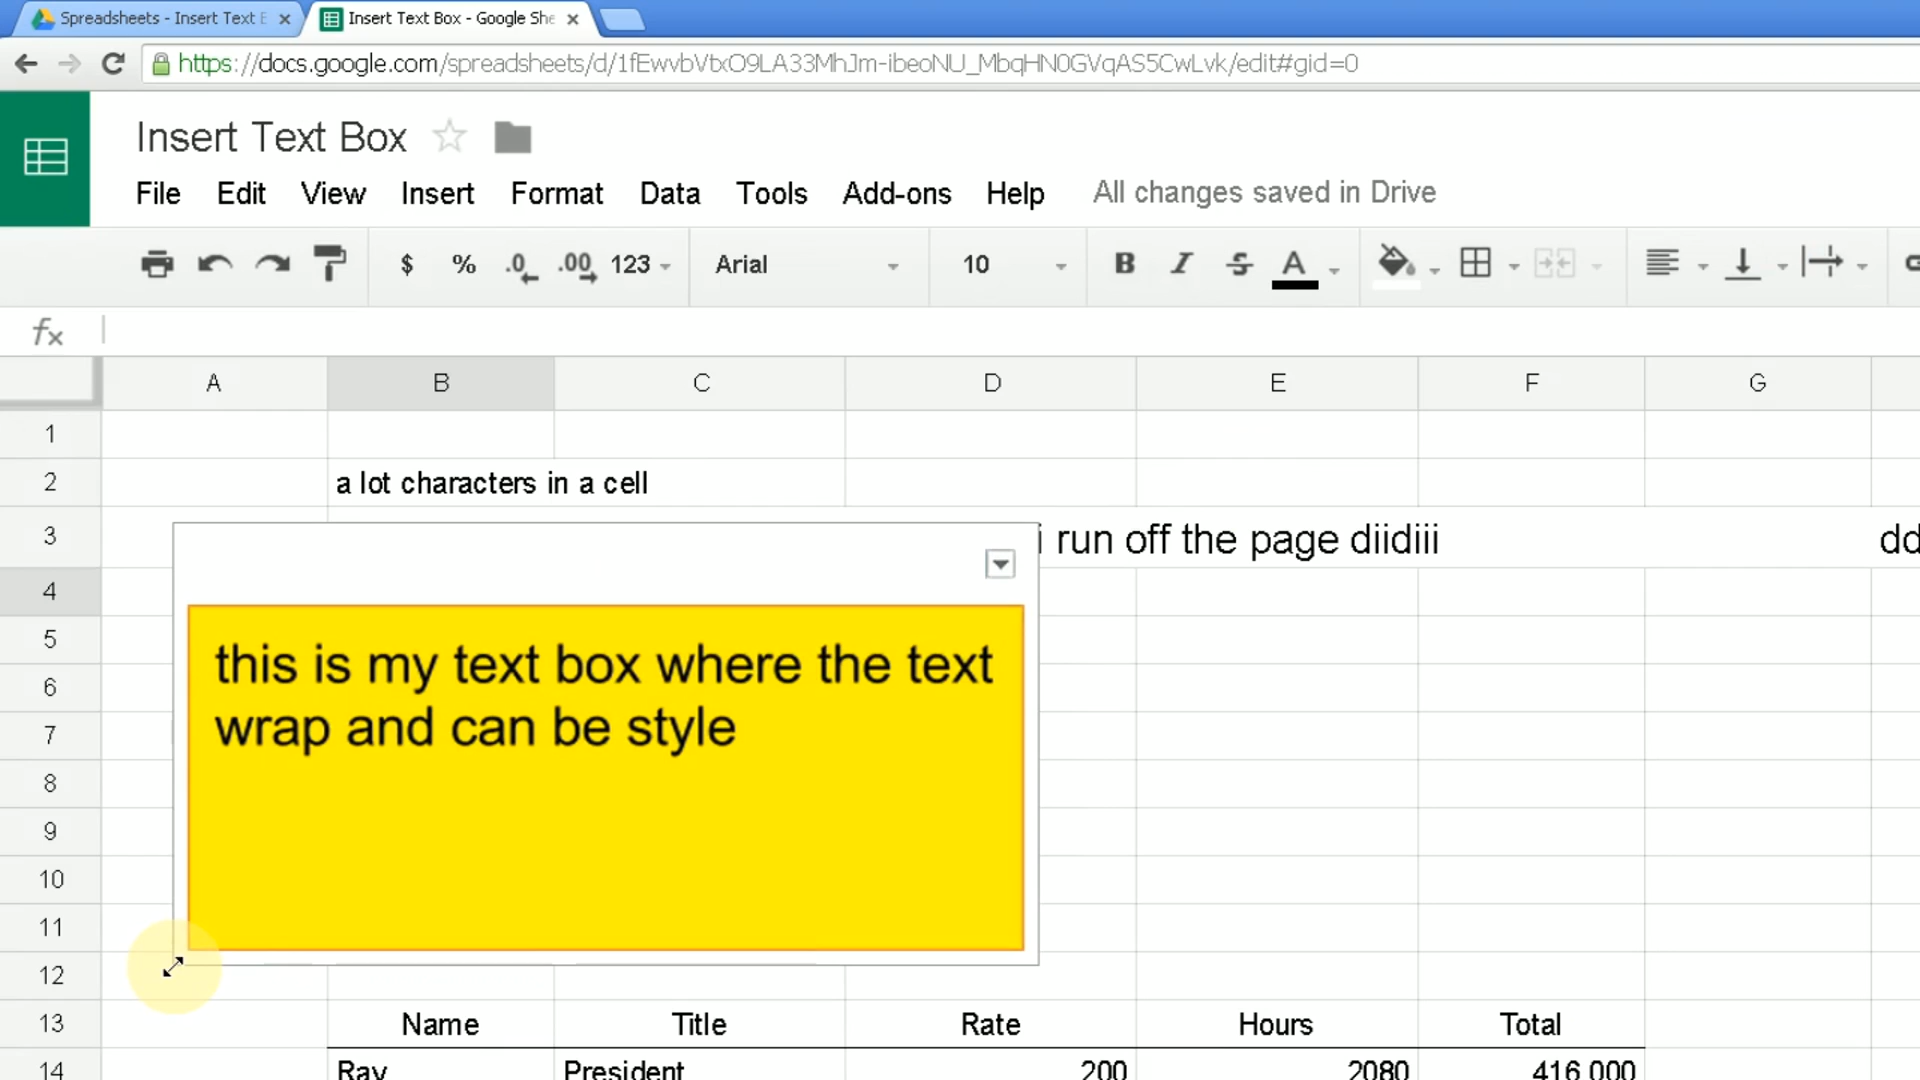 Spreadsheets - Insert Text
Insert Text Box - Google She
https://docs.google.com/spreadsheets/d/1fEwvbVtxO9LA33MhJm-ibeoNU_MbqHN0GVqAS5CwLvk/edit#gid=0
Insert Text Box
File Edit View Insert Format Data Tools Add-ons Help All changes saved in Drive
$ % .0 .00 123 Arial 10 B I S A
fx
A B C D E F G
1
2 a lot characters in a cell
3 i run off the page diidiii dd
4
5
6
7
8
9
10
11
12
this is my text box where the text
wrap and can be style
13 Name Title Rate Hours Total
14 Ray President 200 2080 416,000